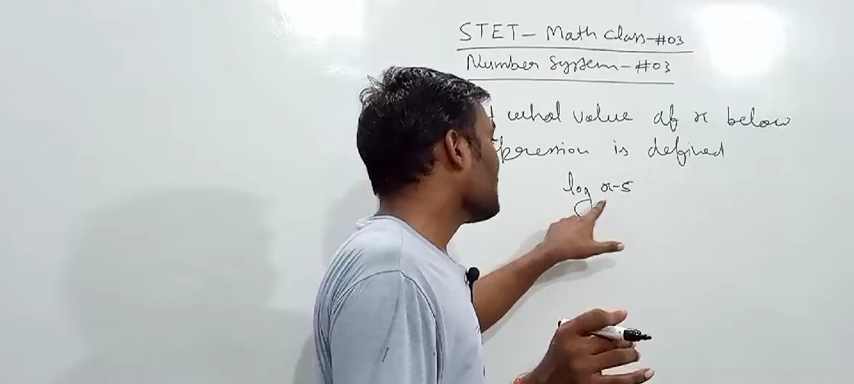 STET- Math Class-#03
Number System-#03
what value of x below
expression is defined
log x-5